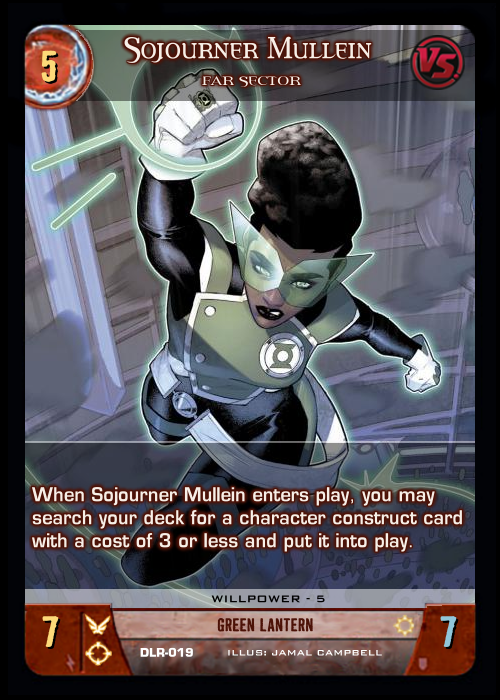 5
Sojourner Mullein
VS.
Far Sector
When Sojourner Mullein enters play, you may
search your deck for a character construct card
with a cost of 3 or less and put it into play.
WILLPOWER - 5
7
GREEN LANTERN
7
DLR-019 ILLUS: JAMAL CAMPBELL